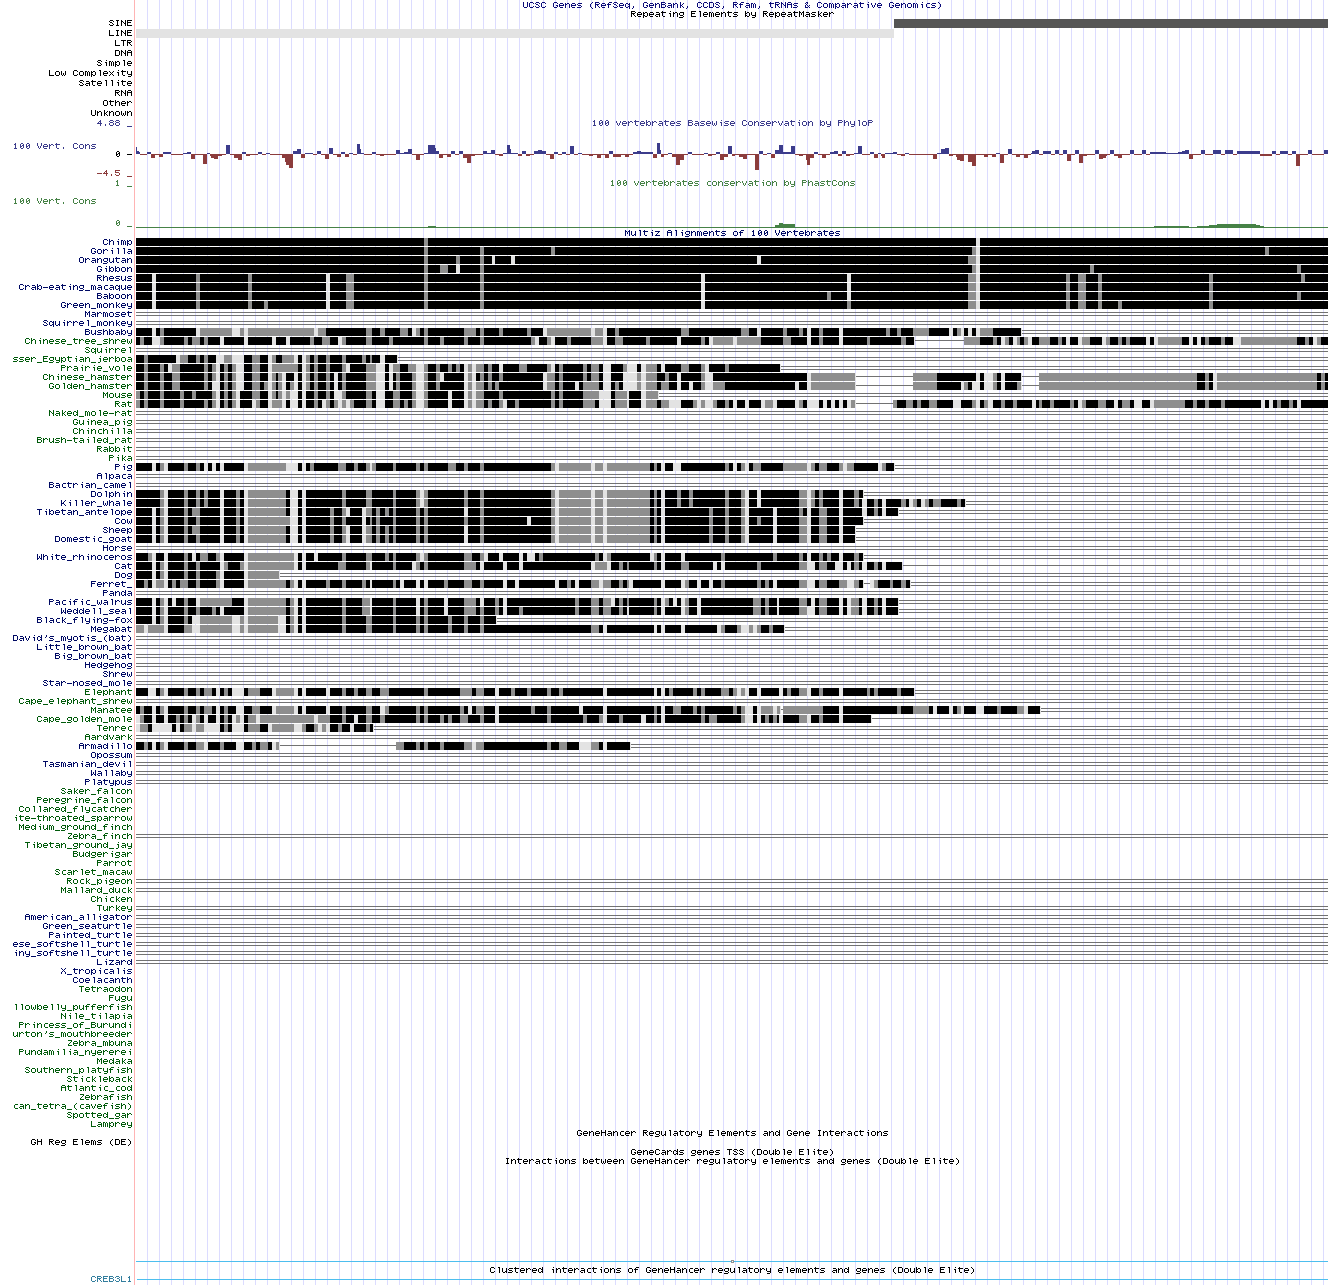 UCSC Genes (RefSeq, GenBank, CCDS, Rfam, tRNAs & Comparative Genomics)
Repeating Elements by RepeatMasker
SINE
LINE
LTR
DNA
Simple
Low Complexity
Satellite
RNA
Other
Unknown
4.88 _
100 vertebrates Basewise Conservation by PhyloP
100 Vert. Cons
0 _
-4.5 _
1 _
100 vertebrates conservation by PhastCons
100 Vert. Cons
0 _
Multiz Alignments of 100 Vertebrates
Chimp
Gorilla
Orangutan
Gibbon
Rhesus
Crab-eating_macaque
Baboon
Green_monkey
Marmoset
Squirrel_monkey
Bushbaby
Chinese_tree_shrew
Squirrel
sser_Egyptian_jerboa
Prairie_vole
Chinese_hamster
Golden_hamster
Mouse
Rat
Naked_mole-rat
Guinea_pig
Chinchilla
Brush-tailed_rat
Rabbit
Pika
Pig
Alpaca
Bactrian_camel
Dolphin
Killer_whale
Tibetan_antelope
Cow
Sheep
Domestic_goat
Horse
White_rhinoceros
Cat
Dog
Ferret_
Panda
Pacific_walrus
Weddell_seal
Black_flying-fox
Megabat
David's_myotis_(bat)
Little_brown_bat
Big_brown_bat
Hedgehog
Shrew
Star-nosed_mole
Elephant
Cape_elephant_shrew
Manatee
Cape_golden_mole
Tenrec
Aardvark
Armadillo
Opossum
Tasmanian_devil
Wallaby
Platypus
Saker_falcon
Peregrine_falcon
Collared_flycatcher
ite-throated_sparrow
Medium_ground_finch
Zebra_finch
Tibetan_ground_jay
Budgerigar
Parrot
Scarlet_macaw
Rock_pigeon
Mallard_duck
Chicken
Turkey
American_alligator
Green_seaturtle
Painted_turtle
ese_softshell_turtle
iny_softshell_turtle
Lizard
X_tropicalis
Coelacanth
Tetraodon
Fugu
llowbelly_pufferfish
Nile_tilapia
Princess_of_Burundi
urton's_mouthbreeder
Zebra_mbuna
Pundamilia_nyererei
Medaka
Southern_platyfish
Stickleback
Atlantic_cod
Zebrafish
can_tetra_(cavefish)
Spotted_gar
Lamprey
GeneHancer Regulatory Elements and Gene Interactions
GH Reg Elems (DE)
GeneCards genes TSS (Double Elite)
Interactions between GeneHancer regulatory elements and genes (Double Elite)
Clustered interactions of GeneHancer regulatory elements and genes (Double Elite)
CREB3L1